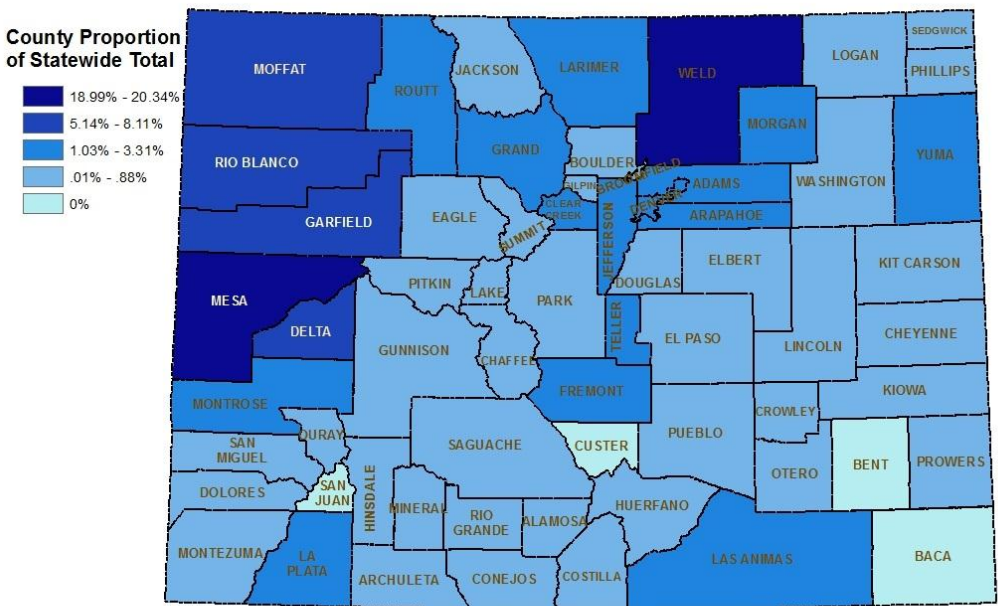 County Proportion
of Statewide Total
18.99% - 20.34%
5.14% - 8.11%
1.03% - 3.31%
.01% - .88%
0%
SEDGWICK
LOGAN
MOFFAT
JACKSON
LARIMER
WELD
PHILLIPS
ROUTT
MORGAN
GRAND
YUMA
RIO BLANCO
BOULDER
BROOMFIELD
GILPIN
ADAMS
WASHINGTON
CLEAR
CREEK
DENVER
ARAPAHOE
GARFIELD
EAGLE
SUMMIT
JEFFERSON
ELBERT
KIT CARSON
PITKIN
LAKE
DOUGLAS
MESA
PARK
TELLER
DELTA
CHEYENNE
GUNNISON
CHAFFEE
EL PASO
LINCOLN
FREMONT
KIOWA
MONTROSE
CROWLEY
OURAY
PUEBLO
SAN
MIGUEL
SAGUACHE
CUSTER
BENT
PROWERS
OTERO
SAN
JUAN
DOLORES
HINSDALE
MINERAL
HUERFANO
RIO
GRANDE
ALAMOSA
MONTEZUMA
LA
PLATA
LAS ANIMAS
BACA
ARCHULETA
CONEJOS
COSTILLA